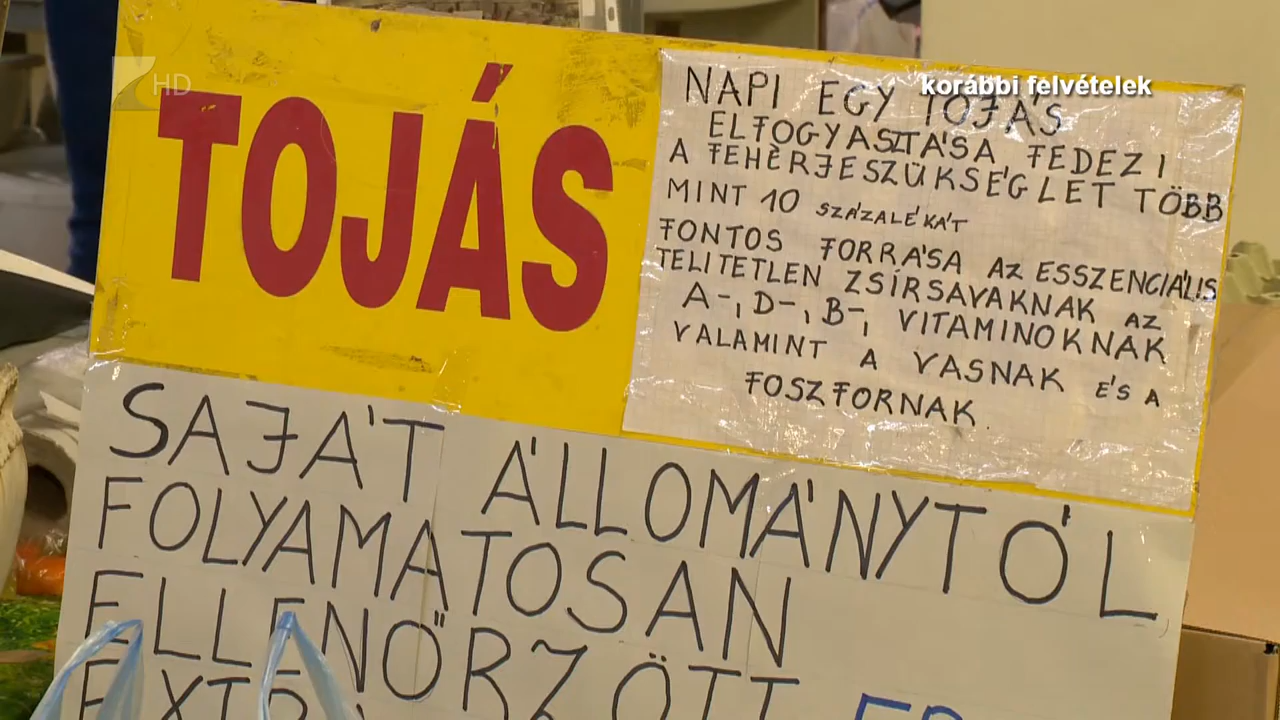 HD
korábbi felvételek
TOJÁS
NAPI EGY TOJÁS
ELFOGYASZTÁSA FEDEZI
A FEHÉRJESZÜKSÉGLET TÖBB
MINT 10 SZÁZALÉKÁT
FONTOS FORRÁSA AZ ESSZENCIÁLIS
TELITETLEN ZSÍRSAVAKNAK AZ
A-, D-, B-, VITAMINOKNAK
VALAMINT A VASNAK ÉS A
FOSZFORNAK.
SAJÁT ÁLLOMÁNYTÓL
FOLYAMATOSAN
ELLENŐRZÖTT